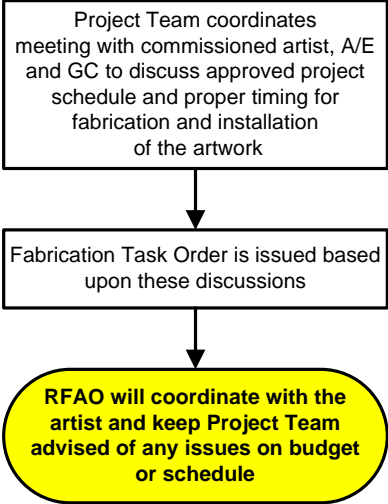 Project Team coordinates
meeting with commissioned artist, A/E
and GC to discuss approved project
schedule and proper timing for
fabrication and installation
of the artwork
Fabrication Task Order is issued based
upon these discussions
RFAO will coordinate with the
artist and keep Project Team
advised of any issues on budget
or schedule